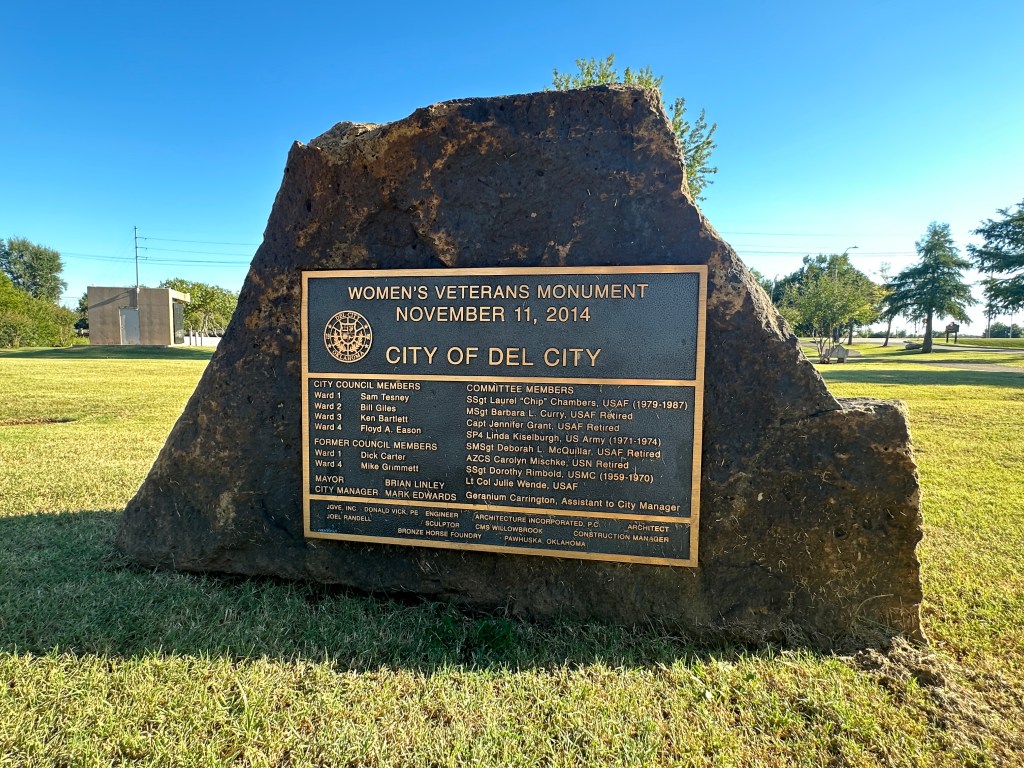 WOMEN'S VETERANS MONUMENT
NOVEMBER 11, 2014
DEL CITY
OKLAHOMA
CITY OF DEL CITY
CITY COUNCIL MEMBERS
Ward 1 Sam Tesney
Ward 2 Bill Giles
Ward 3 Ken Bartlett
Ward 4 Floyd A. Eason
FORMER COUNCIL MEMBERS
Ward 1 Dick Carter
Ward 4 Mike Grimmett
MAYOR BRIAN LINLEY
CITY MANAGER MARK EDWARDS
COMMITTEE MEMBERS
SSgt Laurel "Chip" Chambers, USAF (1979-1987)
MSgt Barbara L. Curry, USAF Retired
Capt Jennifer Grant, USAF Retired
SP4 Linda Kiselburgh, US Army (1971-1974)
SMSgt Deborah L. McQuillar, USAF Retired
AZCS Carolyn Mischke, USN Retired
SSgt Dorothy Rimbold, USMC (1959-1970)
Lt Col Julie Wende, USAF
Geranium Carrington, Assistant to City Manager
JGVE, INC - DONALD VICK, PE ENGINEER ARCHITECTURE INCORPORATED, P.C. ARCHITECT
JOEL RANDELL SCULPTOR CMS WILLOWBROOK CONSTRUCTION MANAGER
BRONZE HORSE FOUNDRY PAWHUSKA, OKLAHOMA